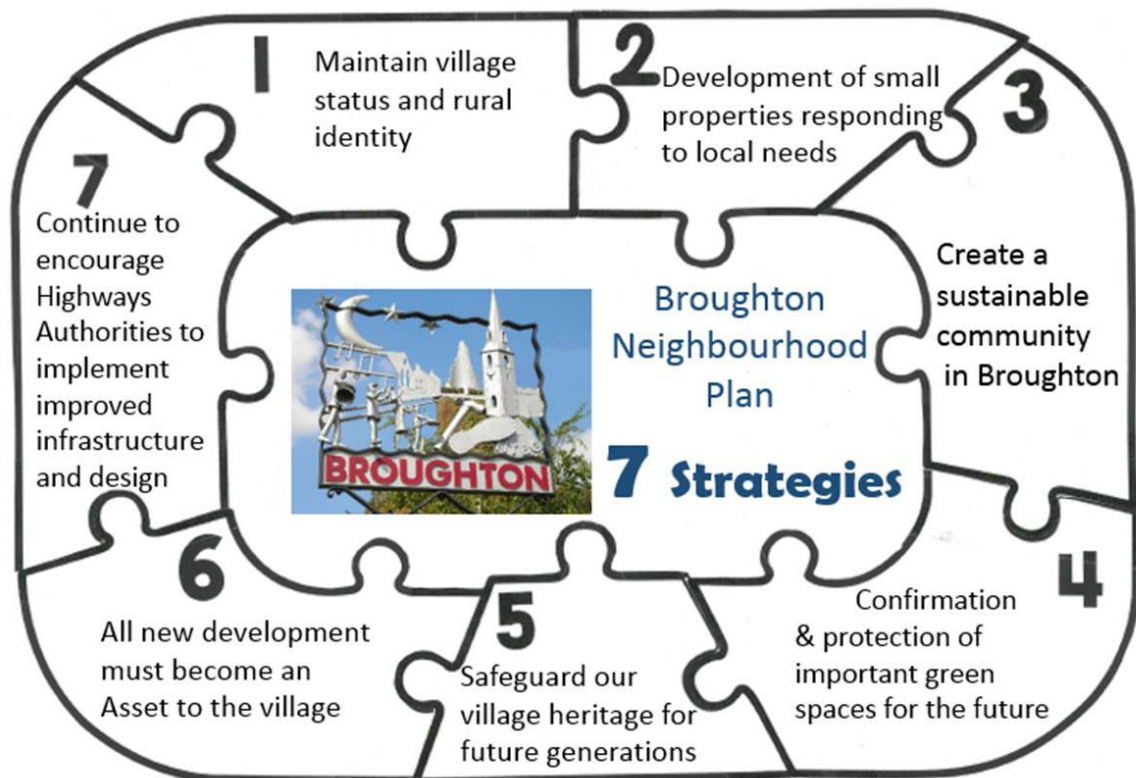 1
Maintain village
status and rural
identity
2
Development of small
properties responding
to local needs
3
Create a
sustainable
community
in Broughton
4
Confirmation
& protection of
important green
spaces for the future
5
Safeguard our
village heritage for
future generations
6
All new development
must become an
Asset to the village
7
Continue to
encourage
Highways
Authorities to
implement
improved
infrastructure
and design
Broughton
Neighbourhood
Plan
7 Strategies
BROUGHTON